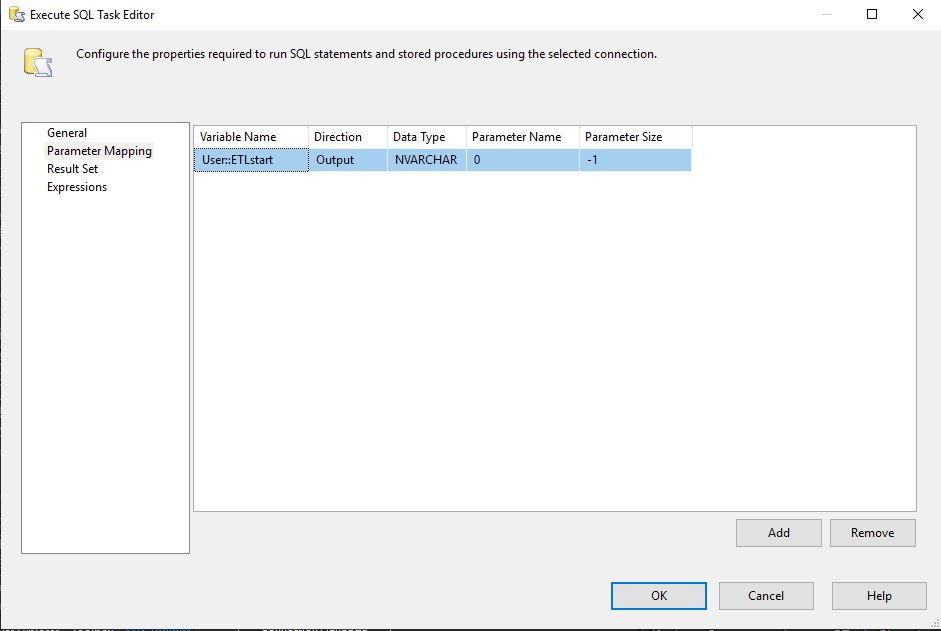 Execute SQL Task Editor
Configure the properties required to run SQL statements and stored procedures using the selected connection.
General
Parameter Mapping
Result Set
Expressions
Variable Name Direction Data Type Parameter Name Parameter Size
User::ETLstart Output NVARCHAR 0 -1
Add Remove
OK Cancel Help